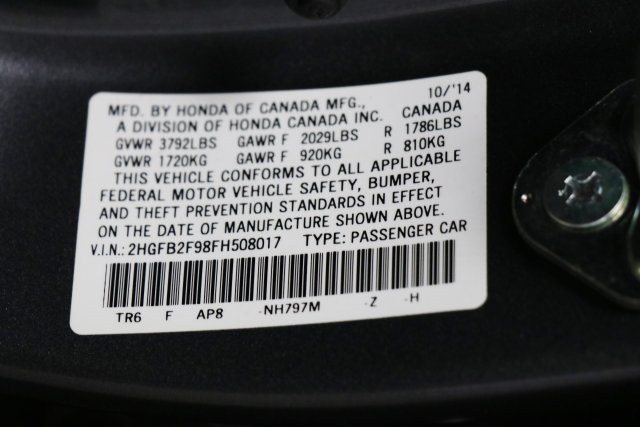 10/'14
MFD. BY HONDA OF CANADA MFG., CANADA
A DIVISION OF HONDA CANADA INC.
GVWR 3792LBS GAWR F 2029LBS R 1786LBS
GVWR 1720KG GAWR F 920KG R 810KG
THIS VEHICLE CONFORMS TO ALL APPLICABLE
FEDERAL MOTOR VEHICLE SAFETY, BUMPER,
AND THEFT PREVENTION STANDARDS IN EFFECT
ON THE DATE OF MANUFACTURE SHOWN ABOVE.
V.I.N.: 2HGFB2F98FH508017 TYPE: PASSENGER CAR
TR6 F AP8 -NH797M -Z -H